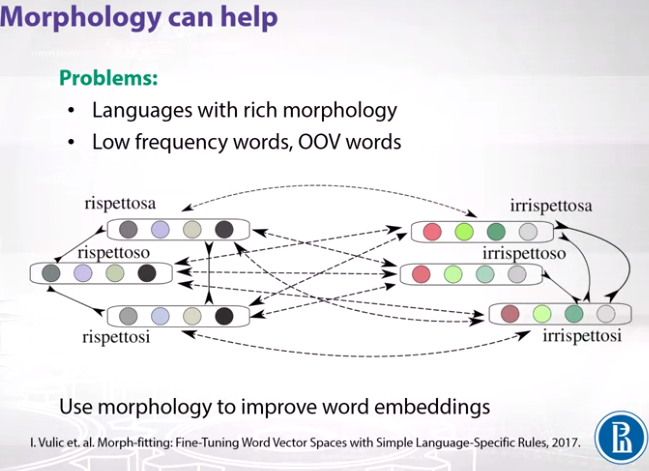 Morphology can help
Problems:
• Languages with rich morphology
• Low frequency words, OOV words
rispettosa
irrispettosa
rispettoso
irrispettoso
rispettosi
irrispettosi
Use morphology to improve word embeddings
I. Vulic et. al. Morph-fitting: Fine-Tuning Word Vector Spaces with Simple Language-Specific Rules, 2017.